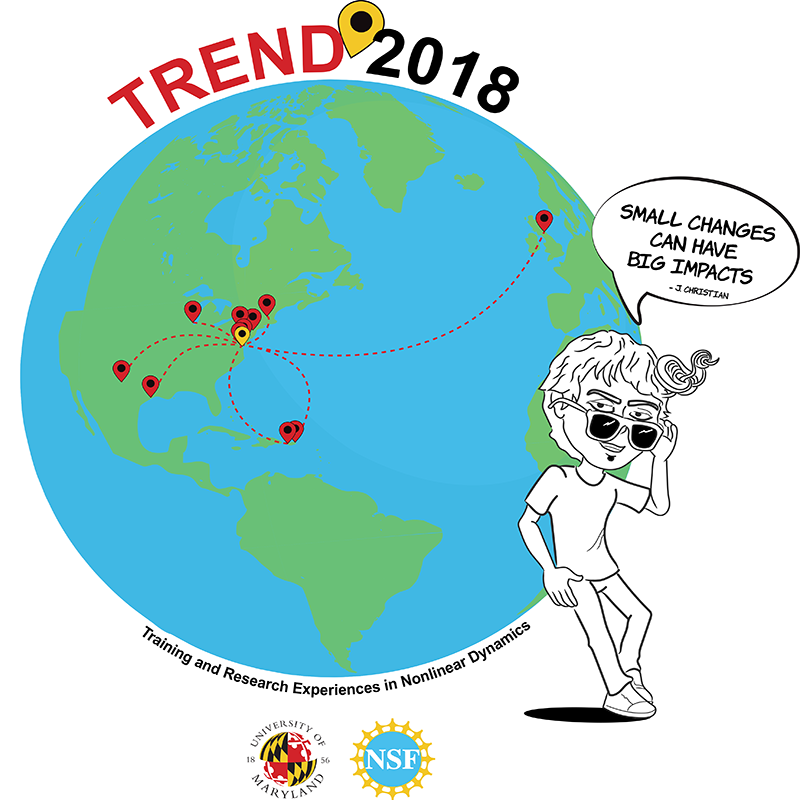 TREND 2018
SMALL CHANGES
CAN HAVE
BIG IMPACTS
- J. CHRISTIAN
Training and Research Experiences in Nonlinear Dynamics
UNIVERSITY OF
18 56
MARYLAND
NSF